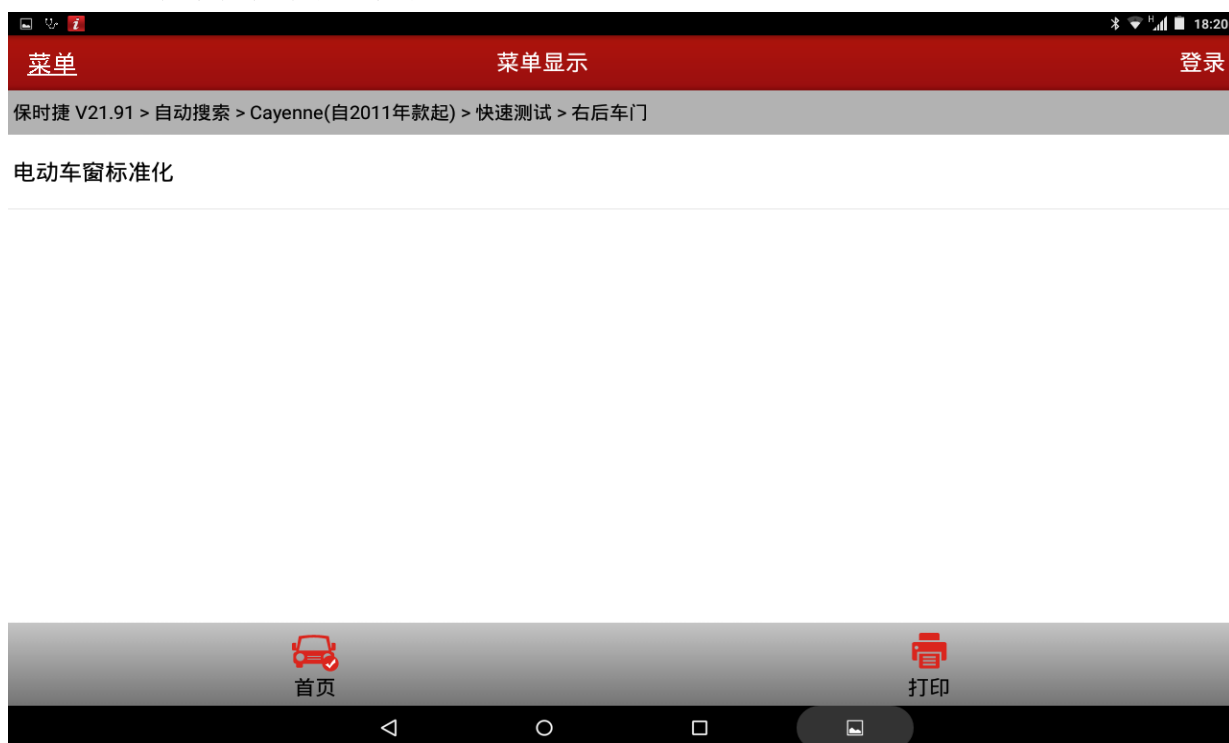 18:20
菜单
菜单显示
登录
保时捷 V21.91 > 自动搜索 > Cayenne(自2011年款起) > 快速测试 > 右后车门
电动车窗标准化
首页
打印